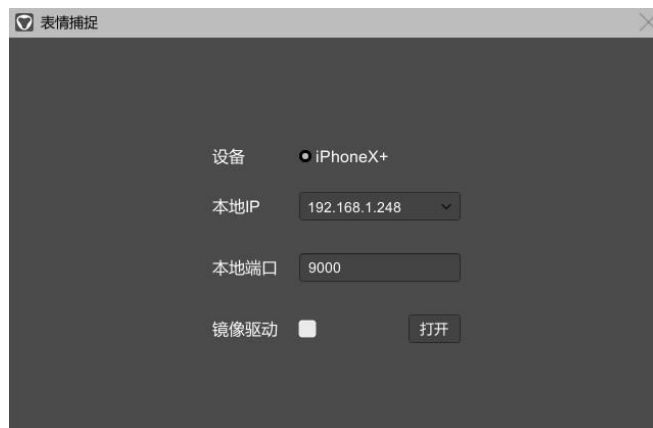 表情捕捉
设备 iPhoneX+
本地IP 192.168.1.248
本地端口 9000
镜像驱动 打开